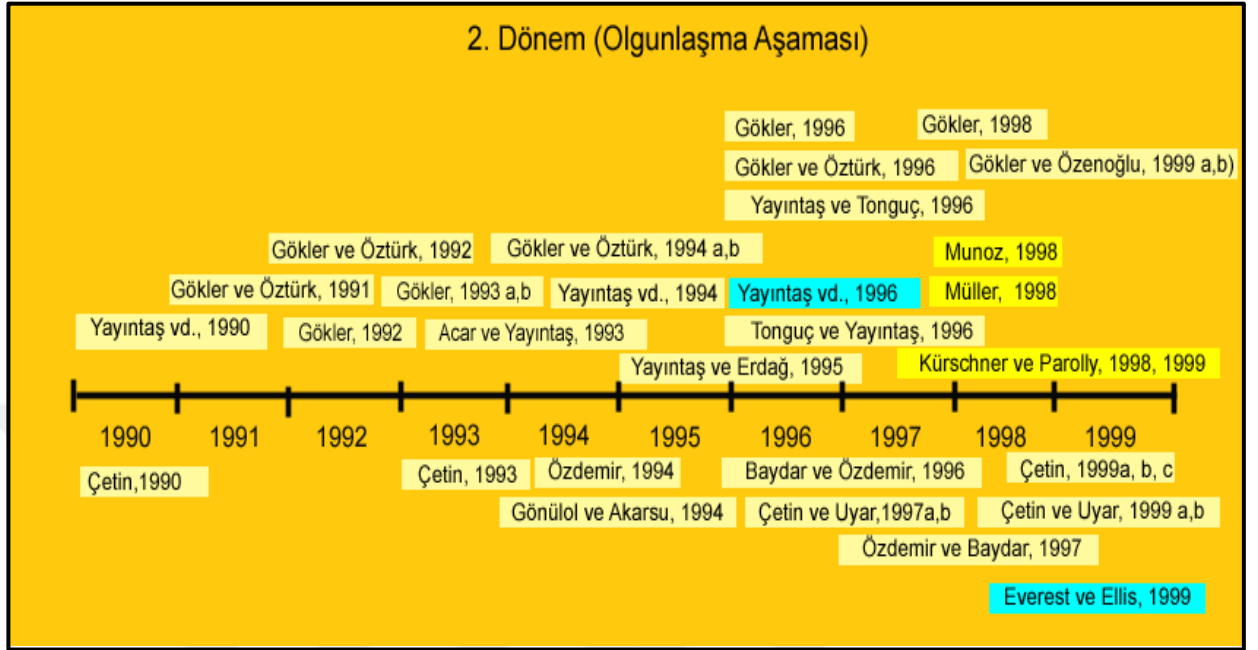 2. Dönem (Olgunlaşma Aşaması)
Gökler, 1996
Gökler, 1998
Gökler ve Öztürk, 1996
Gökler ve Özenoğlu, 1999 a,b)
Yayıntaş ve Tonguç, 1996
Gökler ve Öztürk, 1992
Gökler ve Öztürk, 1994 a,b
Munoz, 1998
Gökler ve Öztürk, 1991
Gökler, 1993 a,b
Yayıntaş vd., 1994
Yayıntaş vd., 1996
Müller, 1998
Yayıntaş vd., 1990
Gökler, 1992
Acar ve Yayıntaş, 1993
Tonguç ve Yayıntaş, 1996
Yayıntaş ve Erdağ, 1995
Kürschner ve Parolly, 1998, 1999
1990 1991 1992 1993 1994 1995 1996 1997 1998 1999
Çetin,1990
Çetin, 1993
Özdemir, 1994
Baydar ve Özdemir, 1996
Çetin, 1999a, b, c
Gönülol ve Akarsu, 1994
Çetin ve Uyar,1997a,b
Çetin ve Uyar, 1999 a,b
Özdemir ve Baydar, 1997
Everest ve Ellis, 1999